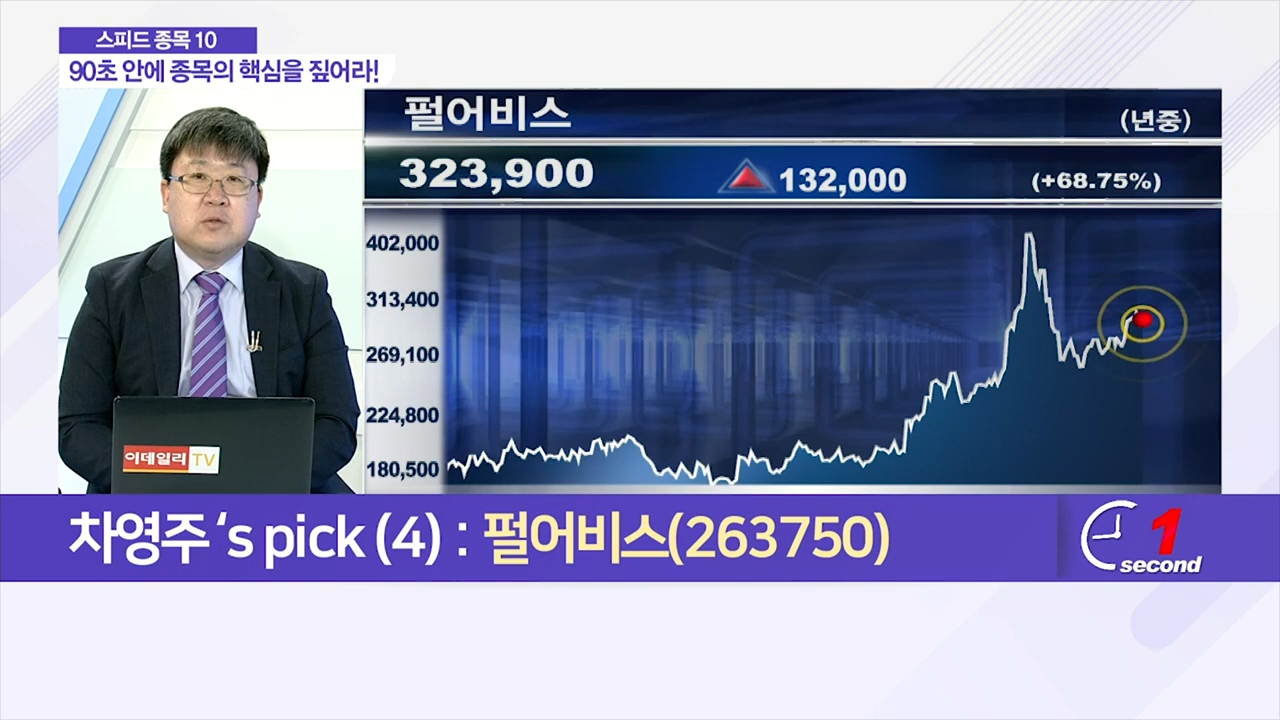 스피드 종목 10
90초 안에 종목의 핵심을 짚어라!
펄어비스
(년중)
323,900 132,000 (+68.75%)
402,000
313,400
269,100
224,800
180,500
이데일리 TV
차영주 ‘s pick (4) : 펄어비스(263750)
1
second